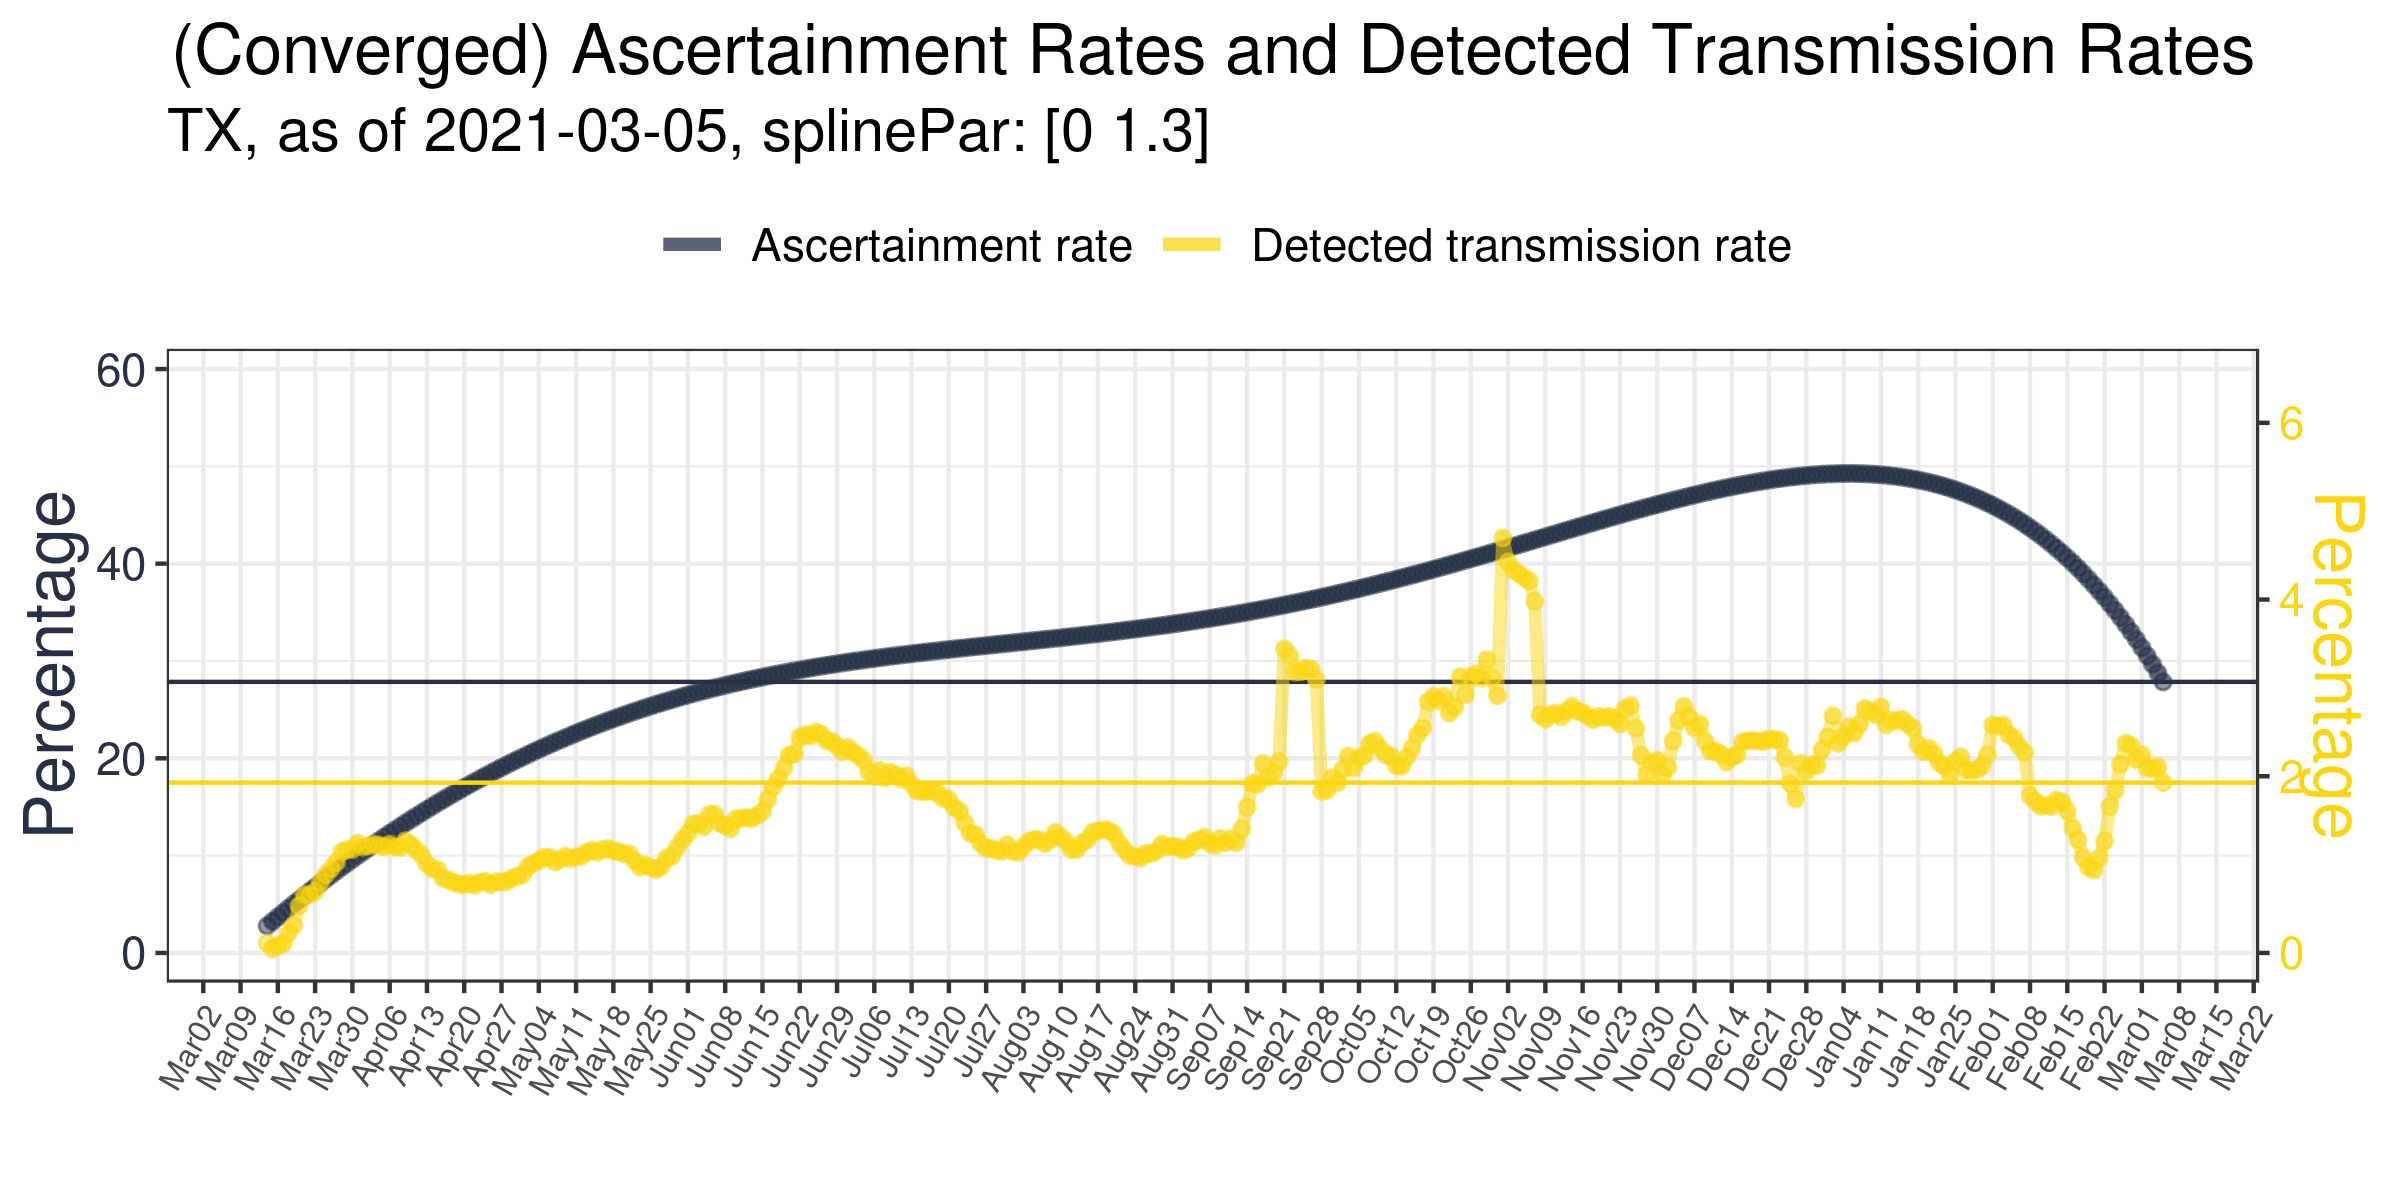 (Converged) Ascertainment Rates and Detected Transmission Rates
TX, as of 2021-03-05, splinePar: [0 1.3]
Ascertainment rate Detected transmission rate
Percentage
60
40
20
0
6
4
2
0
Percentage
Mar02 Mar09 Mar16 Mar23 Mar30 Apr06 Apr13 Apr20 Apr27 May04 May11 May18 May25 Jun01 Jun08 Jun15 Jun22 Jun29 Jul06 Jul13 Jul20 Jul27 Aug03 Aug10 Aug17 Aug24 Aug31 Sep07 Sep14 Sep21 Sep28 Oct05 Oct12 Oct19 Oct26 Nov02 Nov09 Nov16 Nov23 Nov30 Dec07 Dec14 Dec21 Dec28 Jan04 Jan11 Jan18 Jan25 Feb01 Feb08 Feb15 Feb22 Mar01 Mar08 Mar15 Mar22